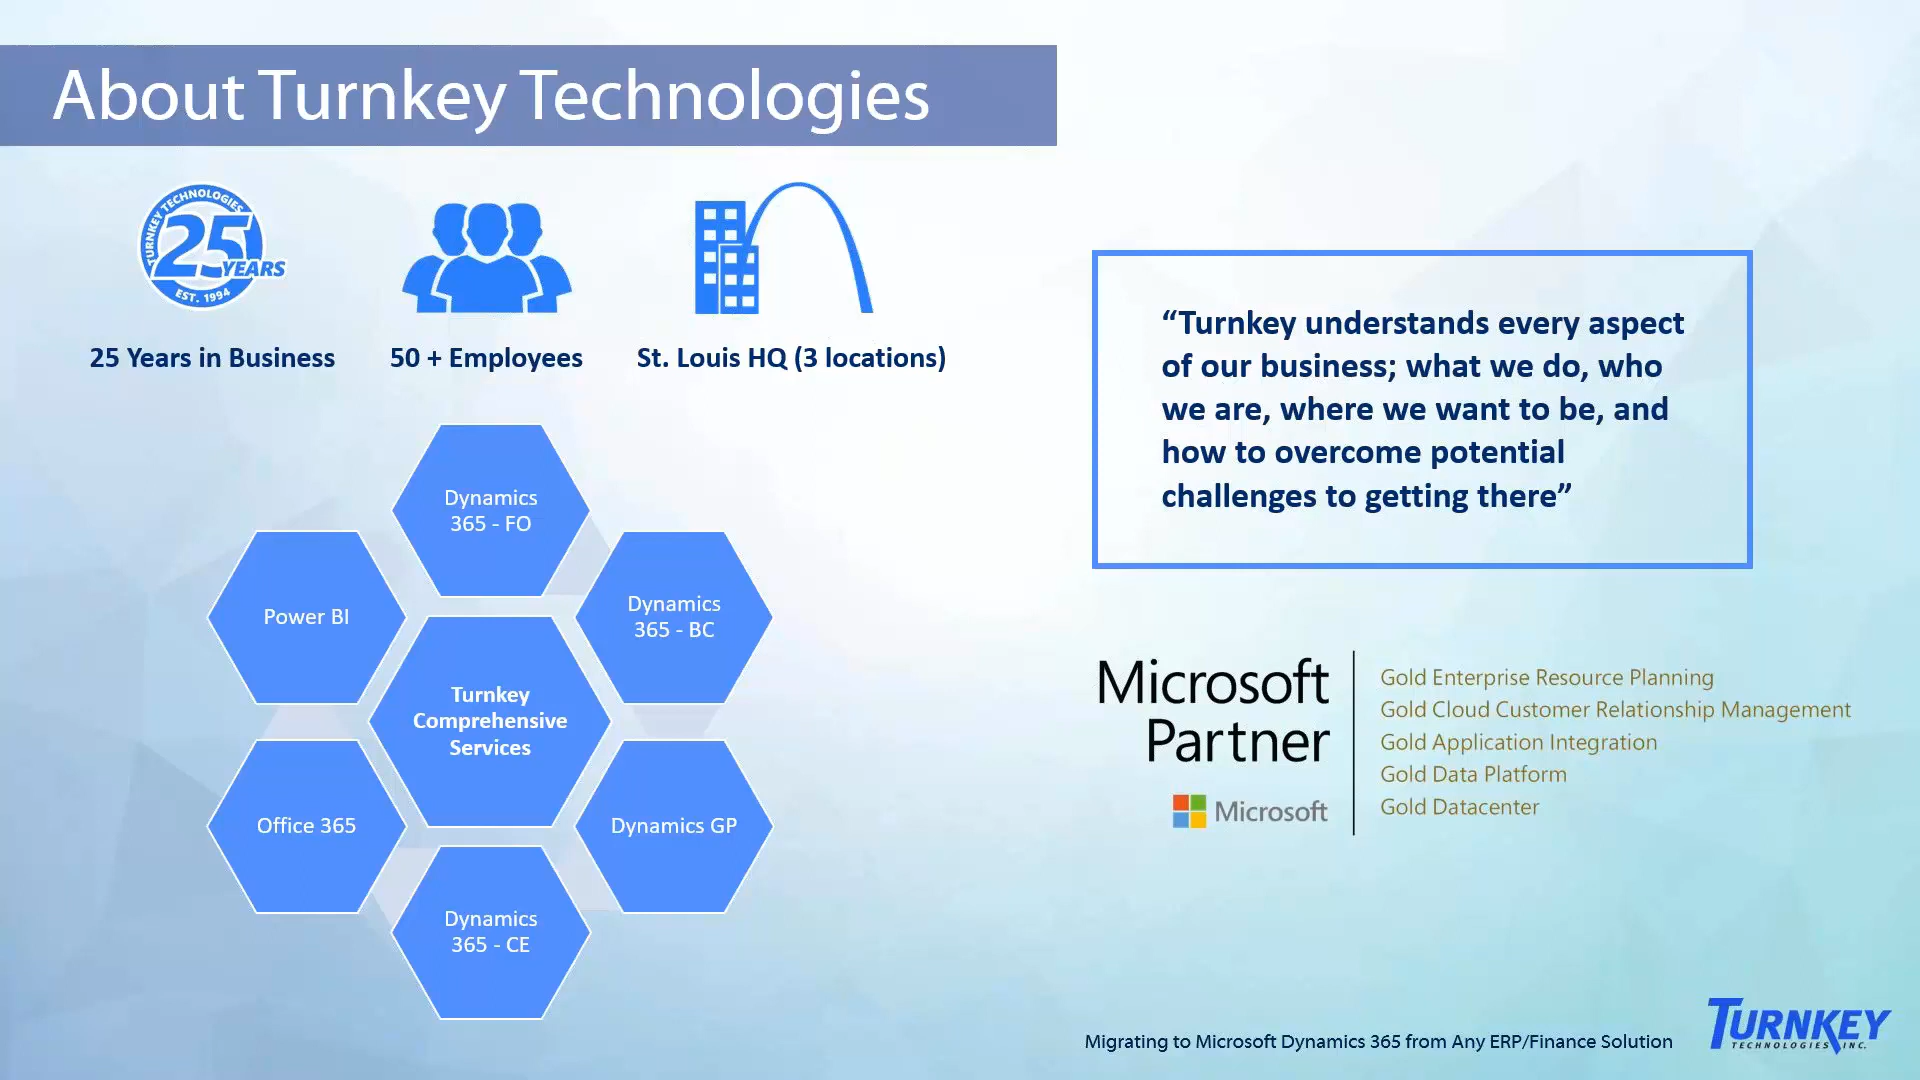 About Turnkey Technologies
TURNKEY TECHNOLOGIES
25
YEARS
EST. 1994
25 Years in Business
50 + Employees
St. Louis HQ (3 locations)
“Turnkey understands every aspect
of our business; what we do, who
we are, where we want to be, and
how to overcome potential
challenges to getting there”
Dynamics
365 - FO
Power BI
Dynamics
365 - BC
Turnkey
Comprehensive
Services
Office 365
Dynamics GP
Dynamics
365 - CE
Microsoft
Partner
Microsoft
Gold Enterprise Resource Planning
Gold Cloud Customer Relationship Management
Gold Application Integration
Gold Data Platform
Gold Datacenter
Migrating to Microsoft Dynamics 365 from Any ERP/Finance Solution
TURNKEY
TECHNOLOGIES INC.